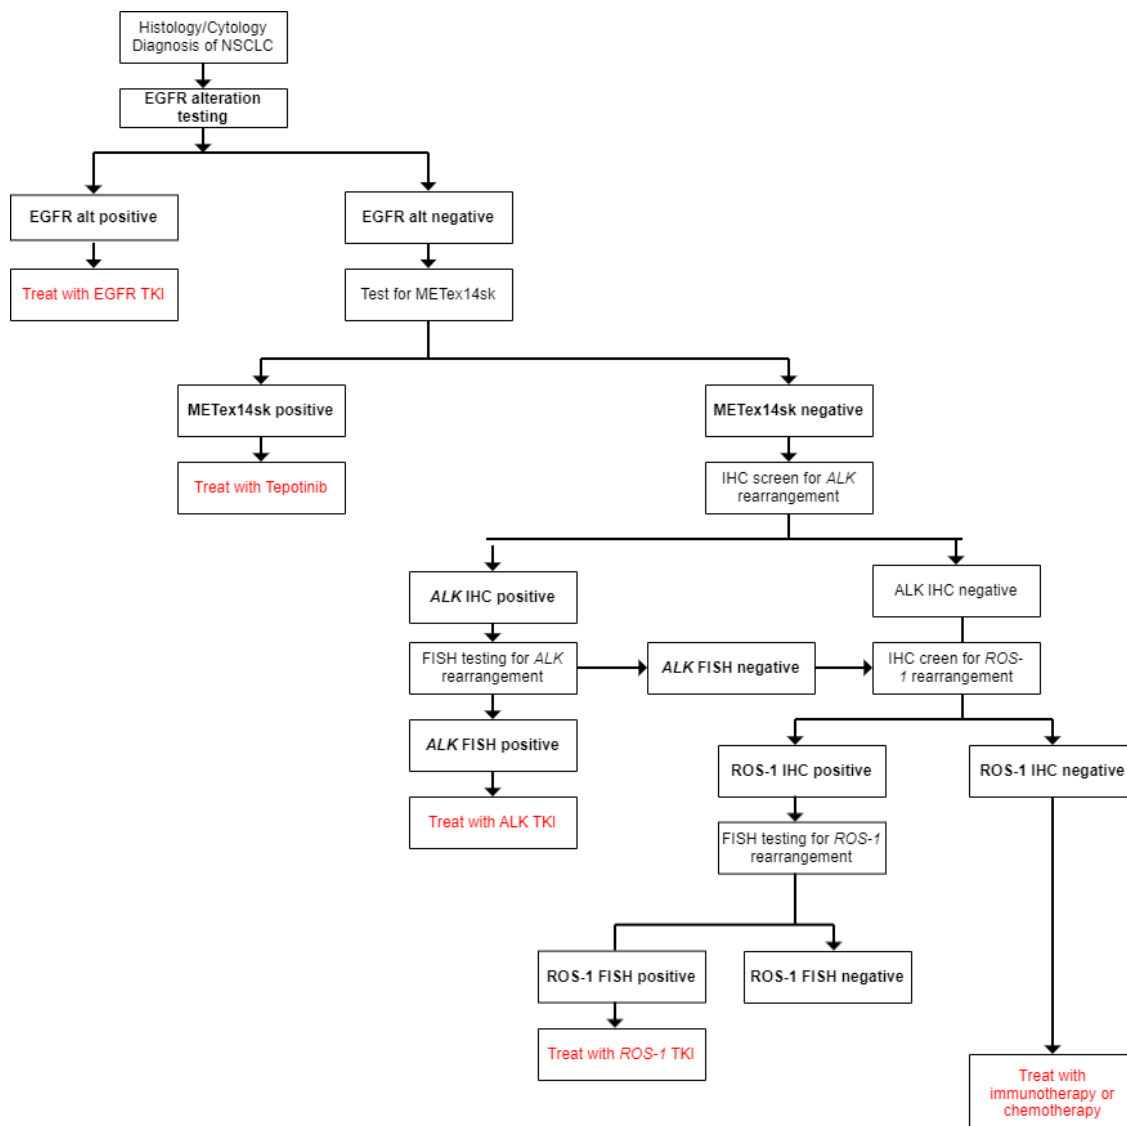 Histology/Cytology
Diagnosis of NSCLC
EGFR alteration
testing
EGFR alt positive
EGFR alt negative
Treat with EGFR TKI
Test for METex14sk
METex14sk positive
METex14sk negative
Treat with Tepotinib
IHC screen for ALK
rearrangement
ALK IHC positive
ALK IHC negative
FISH testing for ALK
rearrangement
ALK FISH negative
IHC creen for ROS-
1 rearrangement
ALK FISH positive
ROS-1 IHC positive
ROS-1 IHC negative
Treat with ALK TKI
FISH testing for ROS-1
rearrangement
ROS-1 FISH positive
ROS-1 FISH negative
Treat with ROS-1 TKI
Treat with
immunotherapy or
chemotherapy